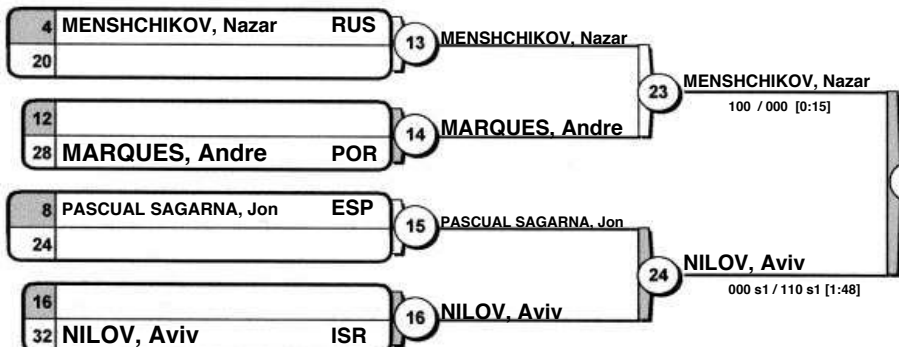 4 MENSHCHIKOV, Nazar RUS
20
13 MENSHCHIKOV, Nazar
12
28 MARQUES, Andre POR
14 MARQUES, Andre
23 MENSHCHIKOV, Nazar
100 / 000 [0:15]
8 PASCUAL SAGARNA, Jon ESP
24
15 PASCUAL SAGARNA, Jon
16
32 NILOV, Aviv ISR
16 NILOV, Aviv
24 NILOV, Aviv
000 s1 / 110 s1 [1:48]